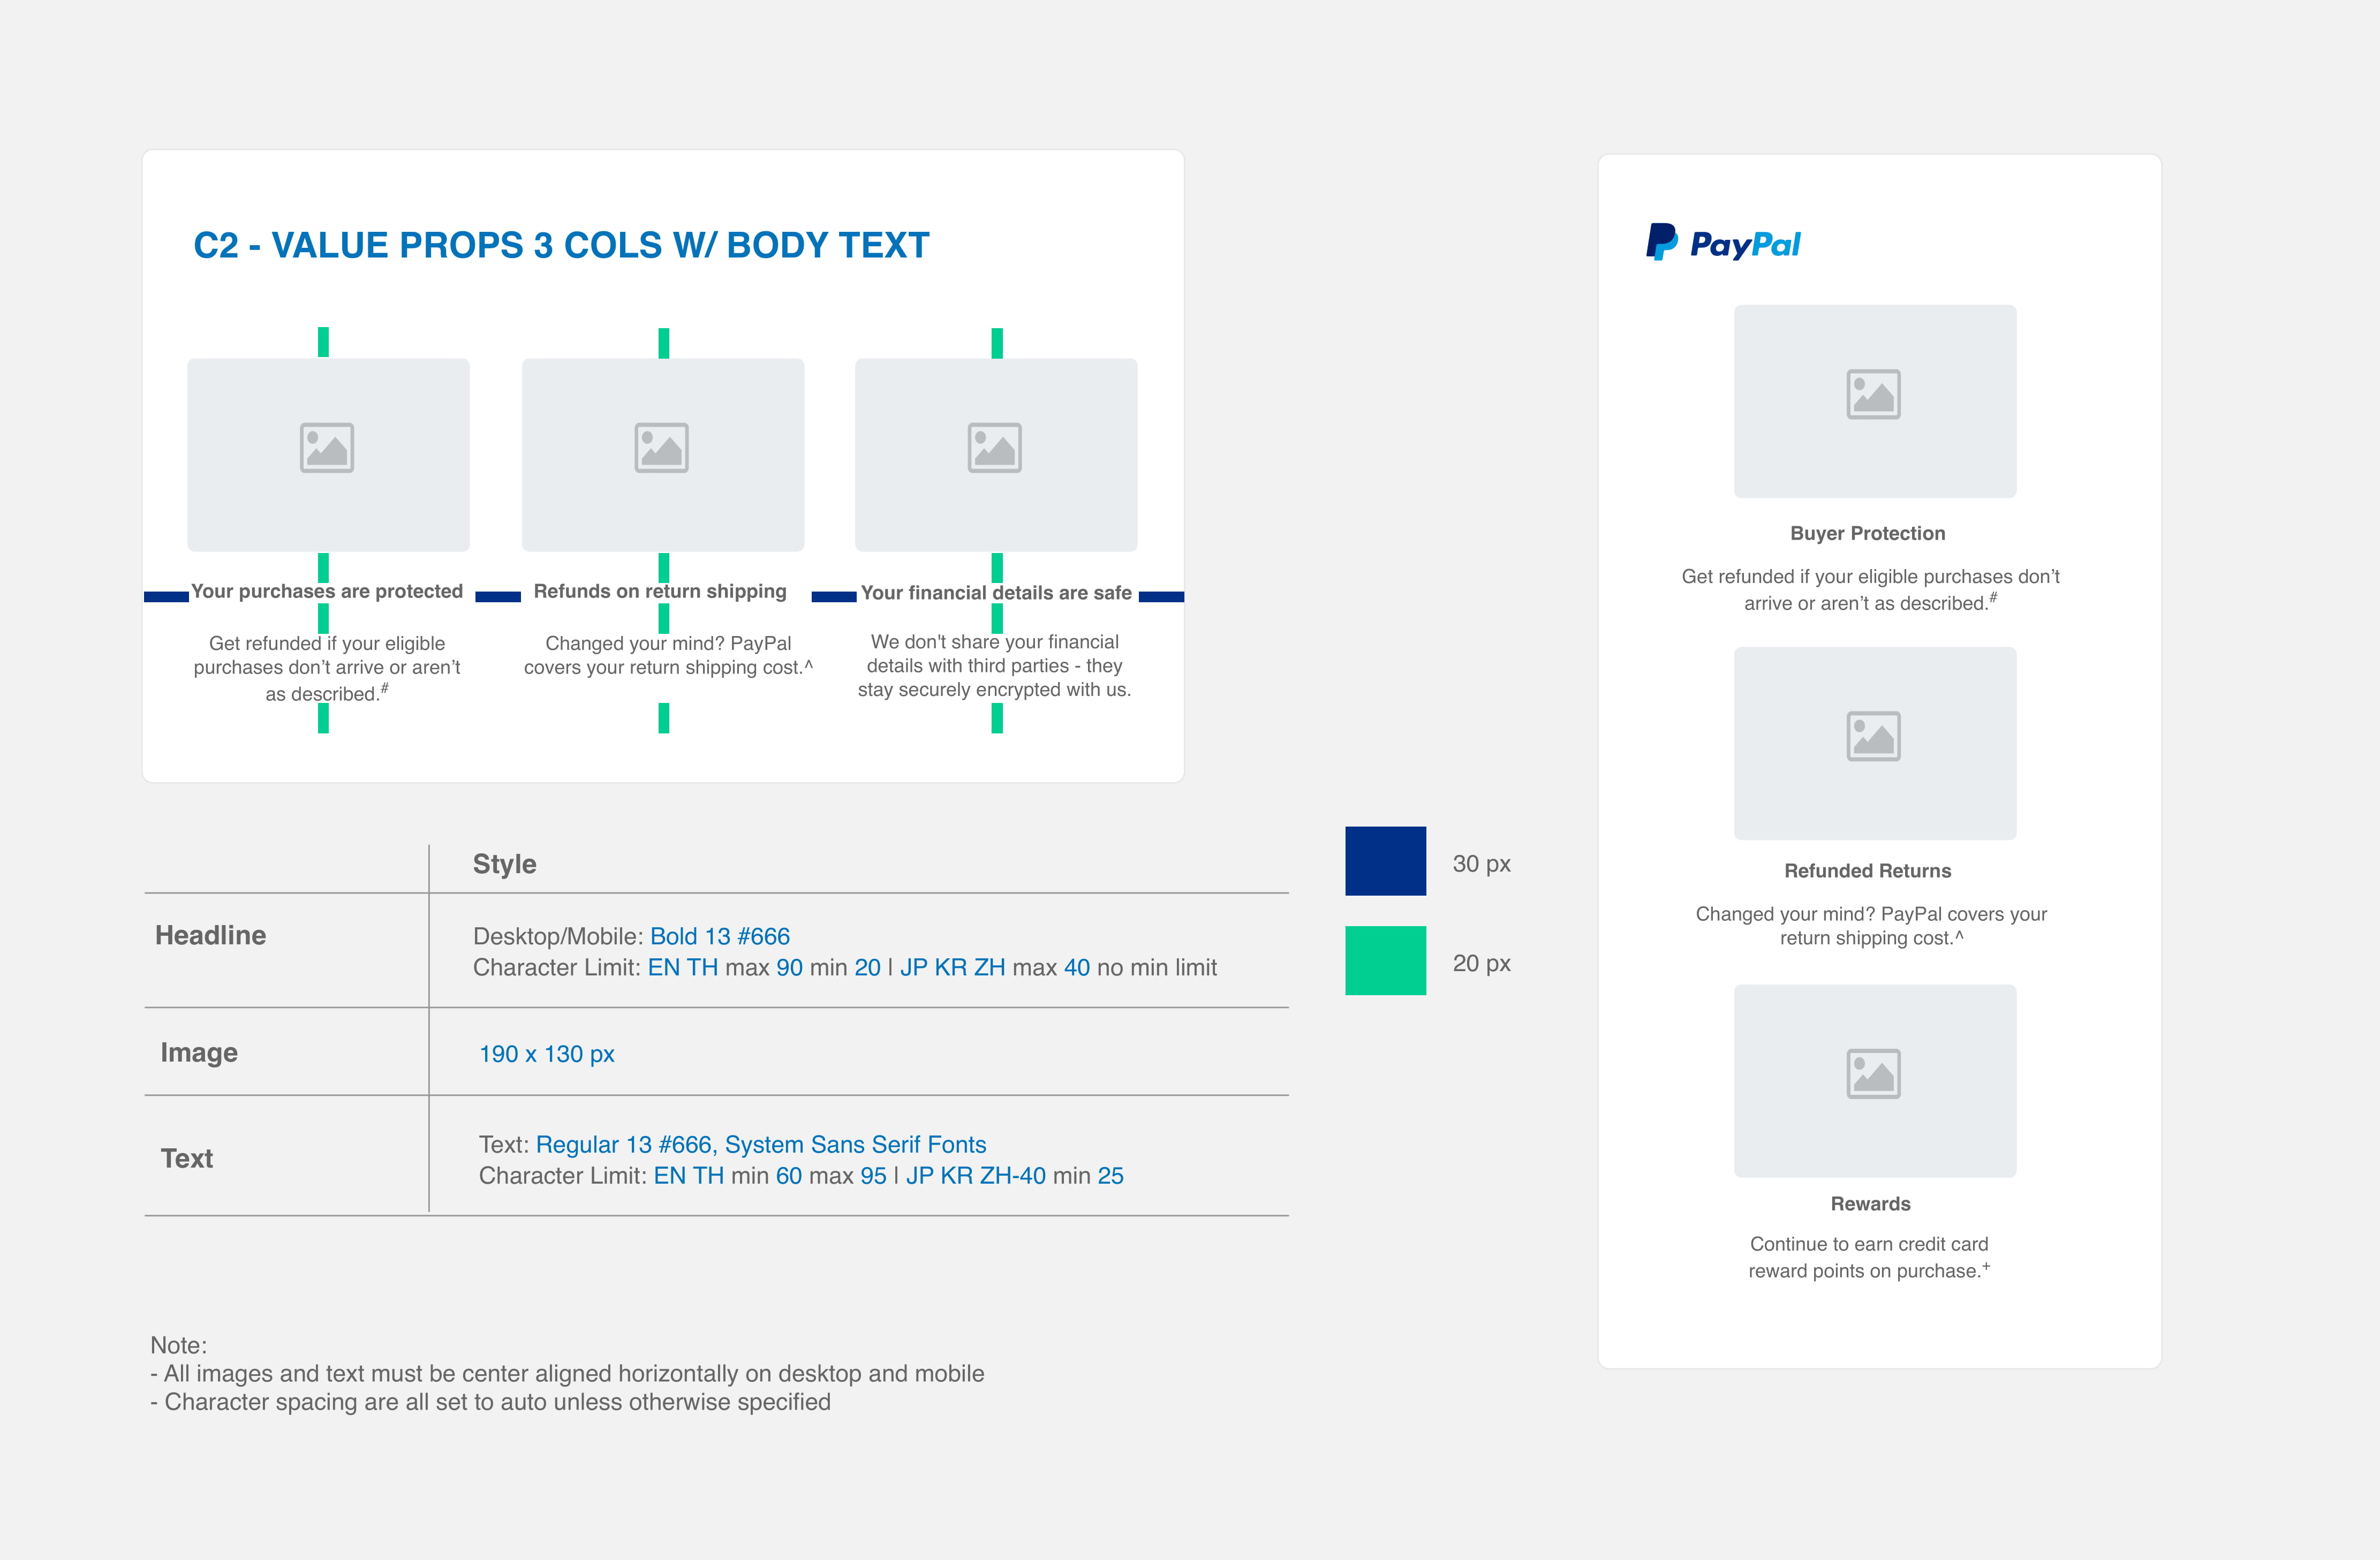 C2 - VALUE PROPS 3 COLS W/ BODY TEXT
Your purchases are protected
Get refunded if your eligible
purchases don’t arrive or aren’t
as described.#
Refunds on return shipping
Changed your mind? PayPal
covers your return shipping cost.^
Your financial details are safe
We don't share your financial
details with third parties - they
stay securely encrypted with us.
Style
Headline
Desktop/Mobile: Bold 13 #666
Character Limit: EN TH max 90 min 20 | JP KR ZH max 40 no min limit
Image
190 x 130 px
Text
Text: Regular 13 #666, System Sans Serif Fonts
Character Limit: EN TH min 60 max 95 | JP KR ZH-40 min 25
30 px
20 px
Note:
- All images and text must be center aligned horizontally on desktop and mobile
- Character spacing are all set to auto unless otherwise specified
PayPal
Buyer Protection
Get refunded if your eligible purchases don’t
arrive or aren’t as described.#
Refunded Returns
Changed your mind? PayPal covers your
return shipping cost.^
Rewards
Continue to earn credit card
reward points on purchase.+